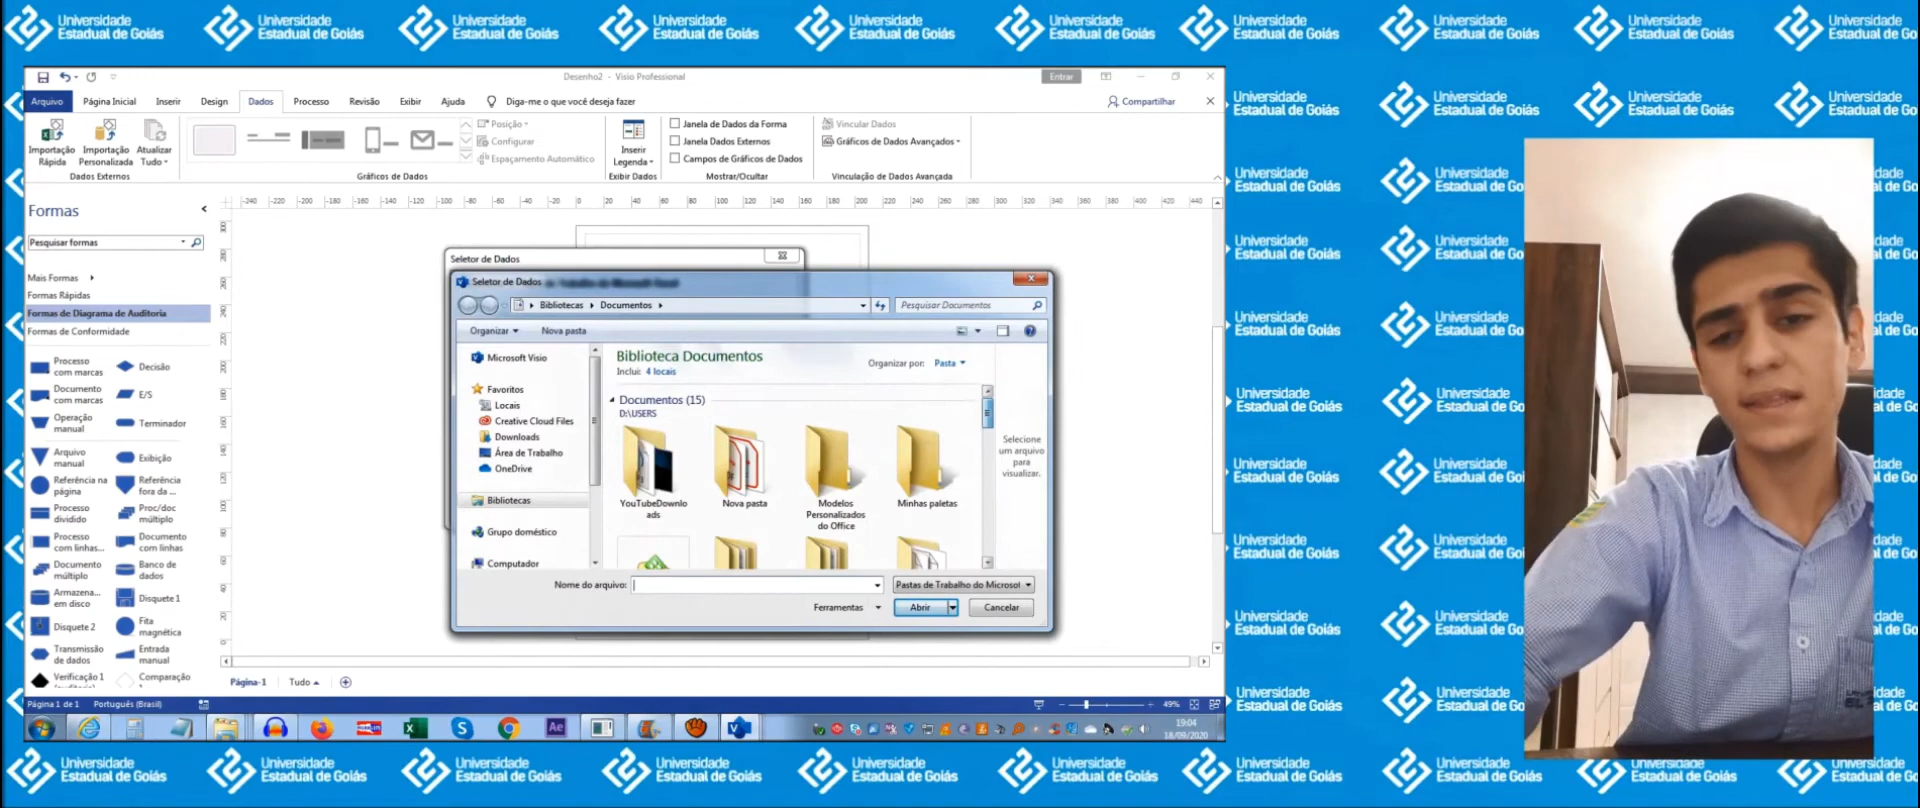 Universidade
Estadual de Goiás
Desenho2 - Visio Professional
Entrar
Arquivo
Página Inicial
Inserir
Design
Dados
Processo
Revisão
Exibir
Ajuda
Diga-me o que você deseja fazer
Compartilhar
Importação
Rápida
Importação
Personalizada
Atualizar
Tudo
Dados Externos
Posição
Configurar
Espaçamento Automático
Gráficos de Dados
Inserir
Legenda
Exibir Dados
Janela de Dados da Forma
Janela Dados Externos
Campos de Gráficos de Dados
Mostrar/Ocultar
Vincular Dados
Gráficos de Dados Avançados
Vinculação de Dados Avançada
Formas
Pesquisar formas
Mais Formas
Formas Rápidas
Formas de Diagrama de Auditoria
Formas de Conformidade
Processo
com marcas
Decisão
Documento
com marcas
E/S
Operação
manual
Terminador
Arquivo
manual
Exibição
Referência na
página
Referência
fora da ...
Processo
dividido
Proc/doc
múltiplo
Processo
com linhas...
Documento
com linhas
Documento
múltiplo
Banco de
dados
Armazena...
em disco
Disquete 1
Disquete 2
Fita
magnética
Transmissão
de dados
Entrada
manual
Verificação 1
Comparação
Seletor de Dados
Seletor de Dados
Bibliotecas
Documentos
Pesquisar Documentos
Organizar
Nova pasta
Microsoft Visio
Favoritos
Locais
Creative Cloud Files
Downloads
Área de Trabalho
OneDrive
Bibliotecas
Grupo doméstico
Computador
Biblioteca Documentos
Inclui: 4 locais
Organizar por: Pasta
Documentos (15)
D:\USERS
YouTubeDownlo
ads
Nova pasta
Modelos
Personalizados
do Office
Minhas paletas
Selecione
um arquivo
para
visualizar.
Nome do arquivo:
Pastas de Trabalho do Microsof
Ferramentas
Abrir
Cancelar
Página-1
Tudo
Página 1 de 1
Português (Brasil)
49%
19:04
18/09/2020